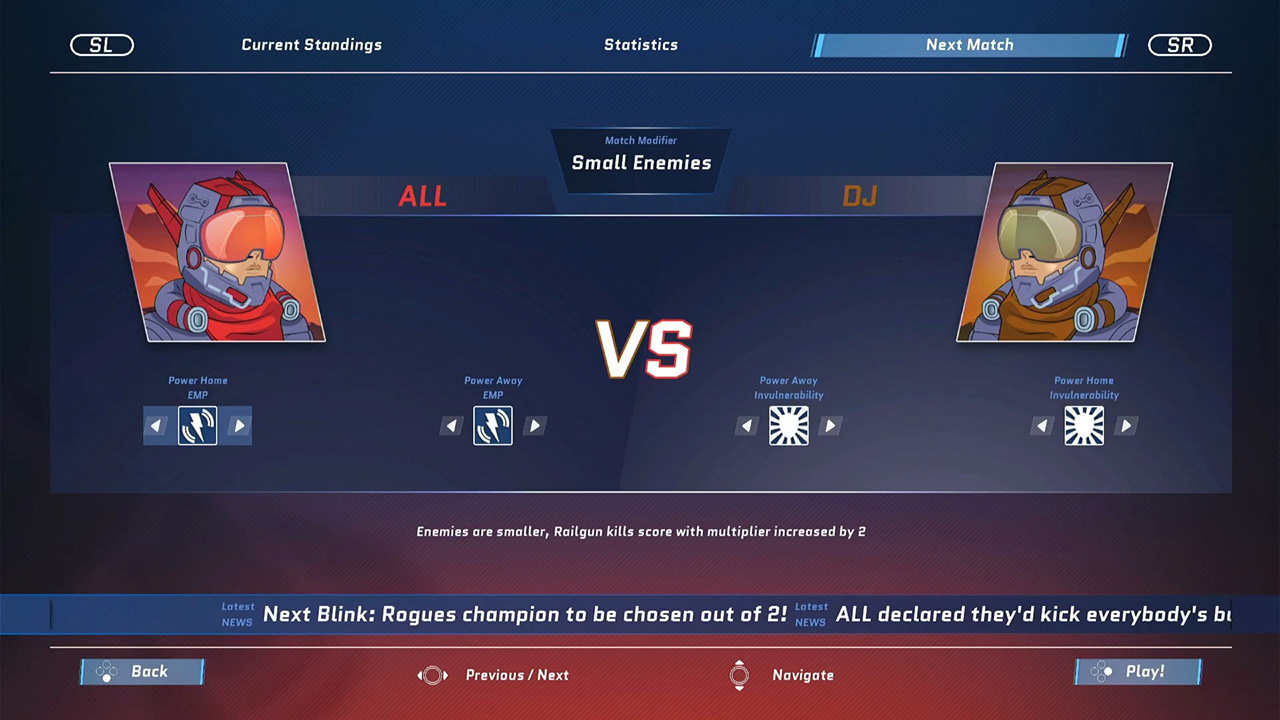 SL
Current Standings
Statistics
Next Match
SR
Match Modifier
Small Enemies
ALL
DJ
VS
Power Home
EMP
Power Away
EMP
Power Away
Invulnerability
Power Home
Invulnerability
Enemies are smaller, Railgun kills score with multiplier increased by 2
Latest
NEWS
Next Blink: Rogues champion to be chosen out of 2!
Latest
NEWS
ALL declared they'd kick everybody's
Back
Previous / Next
Navigate
Play!